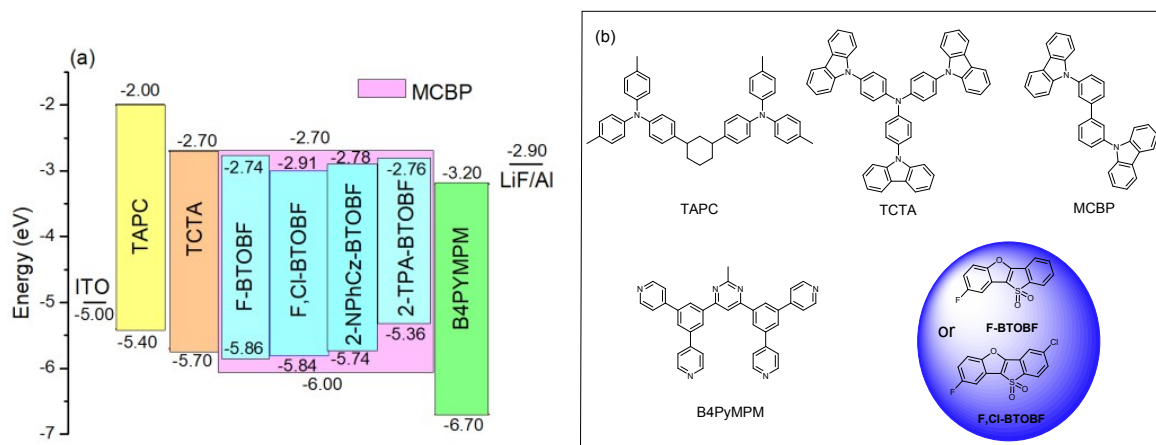 (a)
MCBP
Energy (eV)
-2
-3
-4
-5
-6
-7
ITO
-5.00
-2.00
TAPC
-5.40
-2.70
TCTA
-5.70
-2.70
-2.74
F-BTOBF
-5.86
-2.91
F,Cl-BTOBF
-5.84
-2.78
2-NPhCz-BTOBF
-5.74
-2.76
2-TPA-BTOBF
-5.36
-6.00
-3.20
B4PYMPM
-6.70
-2.90
LiF/Al
(b)
N
N
TAPC
N
N
N
N
TCTA
N
N
MCBP
N
N
N
N
N
N
B4PyMPM
O
F
S
O
O
F-BTOBF
or
O
Cl
F
S
O
O
F,Cl-BTOBF